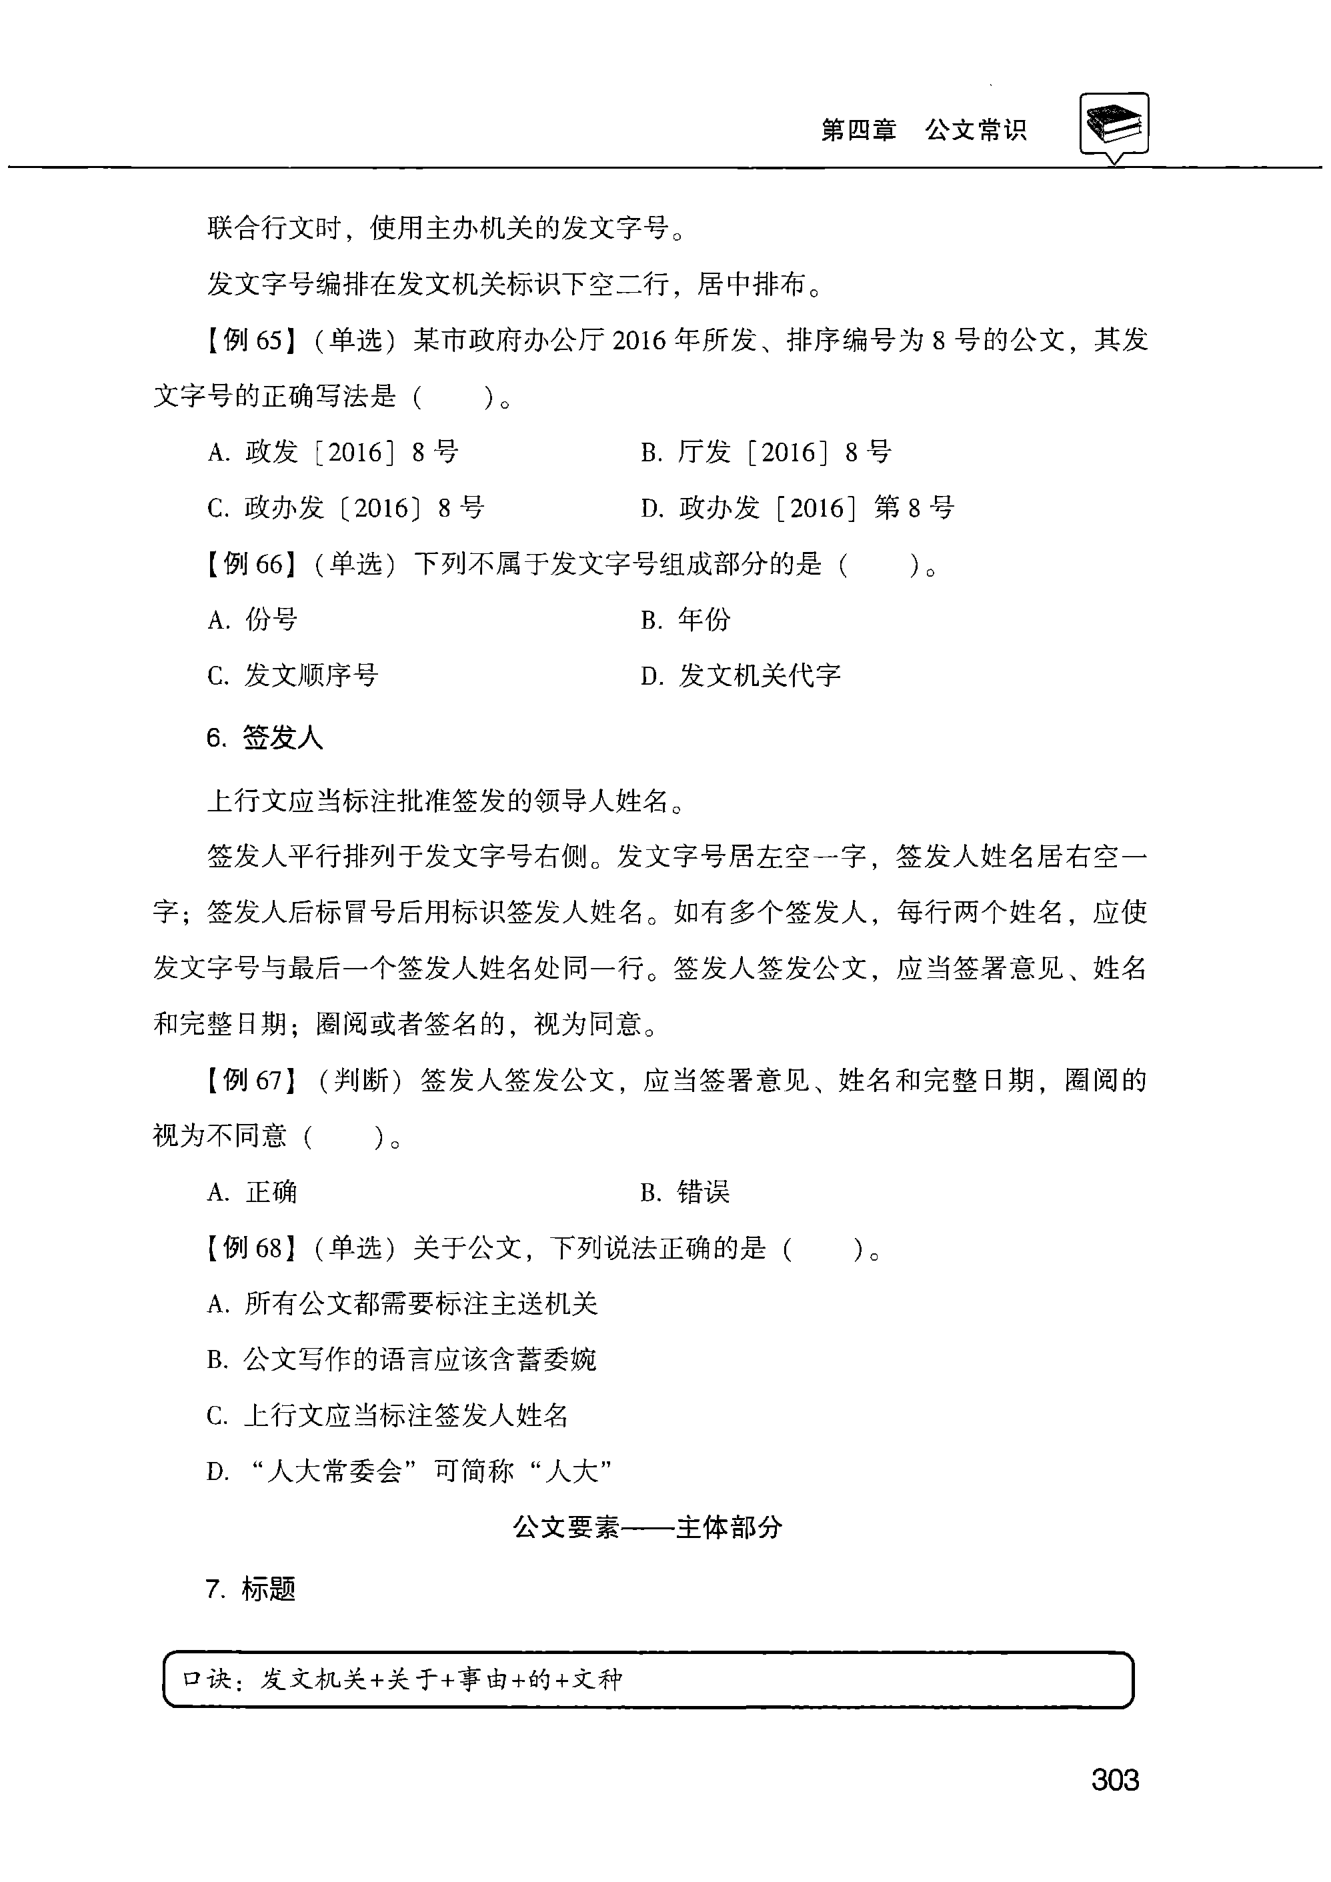 第四章 公文常识
联合行文时，使用主办机关的发文字号。
发文字号编排在发文机关标识下空二行，居中排布。
【例 65】(单选) 某市政府办公厅 2016 年所发、排序编号为 8 号的公文，其发
文字号的正确写法是 (  )。
A. 政发 [2016] 8 号 B. 厅发 [2016] 8 号
C. 政办发〔2016〕8 号 D. 政办发 [2016] 第 8 号
【例 66】(单选) 下列不属于发文字号组成部分的是 (  )。
A. 份号 B. 年份
C. 发文顺序号 D. 发文机关代字
6. 签发人
上行文应当标注批准签发的领导人姓名。
签发人平行排列于发文字号右侧。发文字号居左空一字，签发人姓名居右空一
字；签发人后标冒号后用标识签发人姓名。如有多个签发人，每行两个姓名，应使
发文字号与最后一个签发人姓名处同一行。签发人签发公文，应当签署意见、姓名
和完整日期；圈阅或者签名的，视为同意。
【例 67】(判断) 签发人签发公文，应当签署意见、姓名和完整日期，圈阅的
视为不同意 (  )。
A. 正确 B. 错误
【例 68】(单选) 关于公文，下列说法正确的是 (  )。
A. 所有公文都需要标注主送机关
B. 公文写作的语言应该含蓄委婉
C. 上行文应当标注签发人姓名
D. “人大常委会”可简称“人大”
公文要素——主体部分
7. 标题
口诀：发文机关+关于+事由+的+文种
303